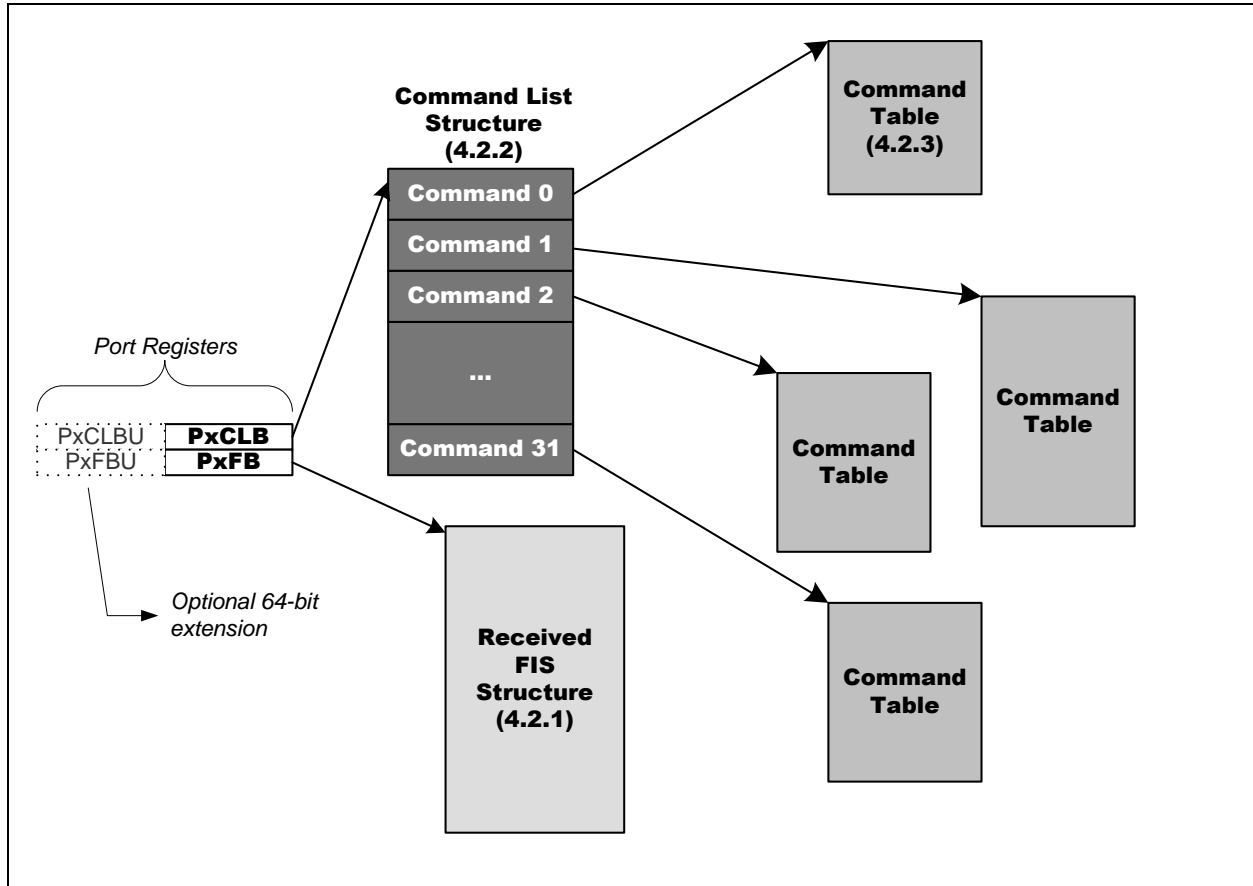 Command List
Structure
(4.2.2)
Command 0
Command 1
Command 2
...
Command 31
Port Registers
PxCLBU
PxCLB
PxFBU
PxFB
Optional 64-bit
extension
Received
FIS
Structure
(4.2.1)
Command
Table
(4.2.3)
Command
Table
Command
Table
Command
Table